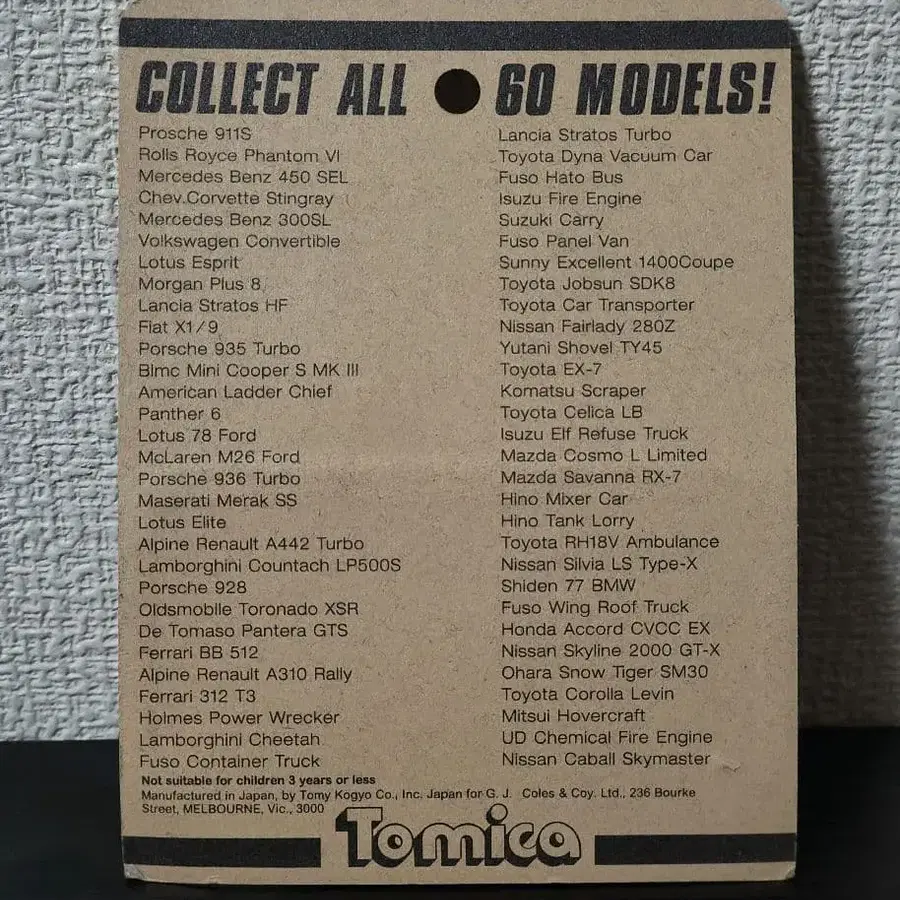 COLLECT ALL 60 MODELS!
Prosche 911S
Rolls Royce Phantom VI
Mercedes Benz 450 SEL
Chev.Corvette Stingray
Mercedes Benz 300SL
Volkswagen Convertible
Lotus Esprit
Morgan Plus 8
Lancia Stratos HF
Fiat X1/9
Porsche 935 Turbo
Blmc Mini Cooper S MK III
American Ladder Chief
Panther 6
Lotus 78 Ford
McLaren M26 Ford
Porsche 936 Turbo
Maserati Merak SS
Lotus Elite
Alpine Renault A442 Turbo
Lamborghini Countach LP500S
Porsche 928
Oldsmobile Toronado XSR
De Tomaso Pantera GTS
Ferrari BB 512
Alpine Renault A310 Rally
Ferrari 312 T3
Holmes Power Wrecker
Lamborghini Cheetah
Fuso Container Truck
Lancia Stratos Turbo
Toyota Dyna Vacuum Car
Fuso Hato Bus
Isuzu Fire Engine
Suzuki Carry
Fuso Panel Van
Sunny Excellent 1400Coupe
Toyota Jobsun SDK8
Toyota Car Transporter
Nissan Fairlady 280Z
Yutani Shovel TY45
Toyota EX-7
Komatsu Scraper
Toyota Celica LB
Isuzu Elf Refuse Truck
Mazda Cosmo L Limited
Mazda Savanna RX-7
Hino Mixer Car
Hino Tank Lorry
Toyota RH18V Ambulance
Nissan Silvia LS Type-X
Shiden 77 BMW
Fuso Wing Roof Truck
Honda Accord CVCC EX
Nissan Skyline 2000 GT-X
Ohara Snow Tiger SM30
Toyota Corolla Levin
Mitsui Hovercraft
UD Chemical Fire Engine
Nissan Caball Skymaster
Not suitable for children 3 years or less
Manufactured in Japan, by Tomy Kogyo Co., Inc. Japan for G. J. Coles & Coy. Ltd., 236 Bourke
Street, MELBOURNE, Vic., 3000
Tomica